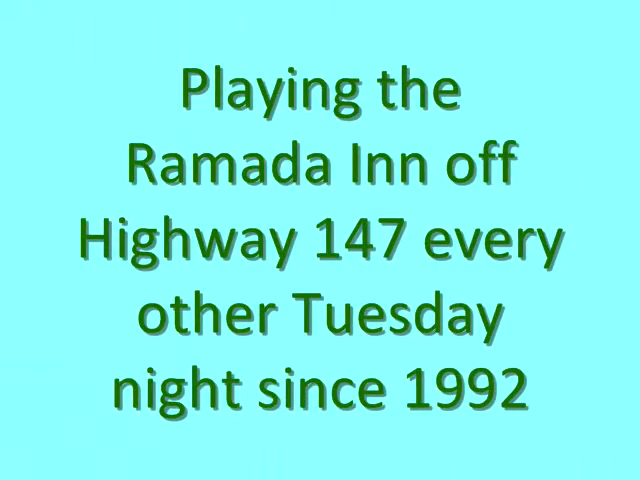 Playing the
Ramada Inn off
Highway 147 every
other Tuesday
night since 1992